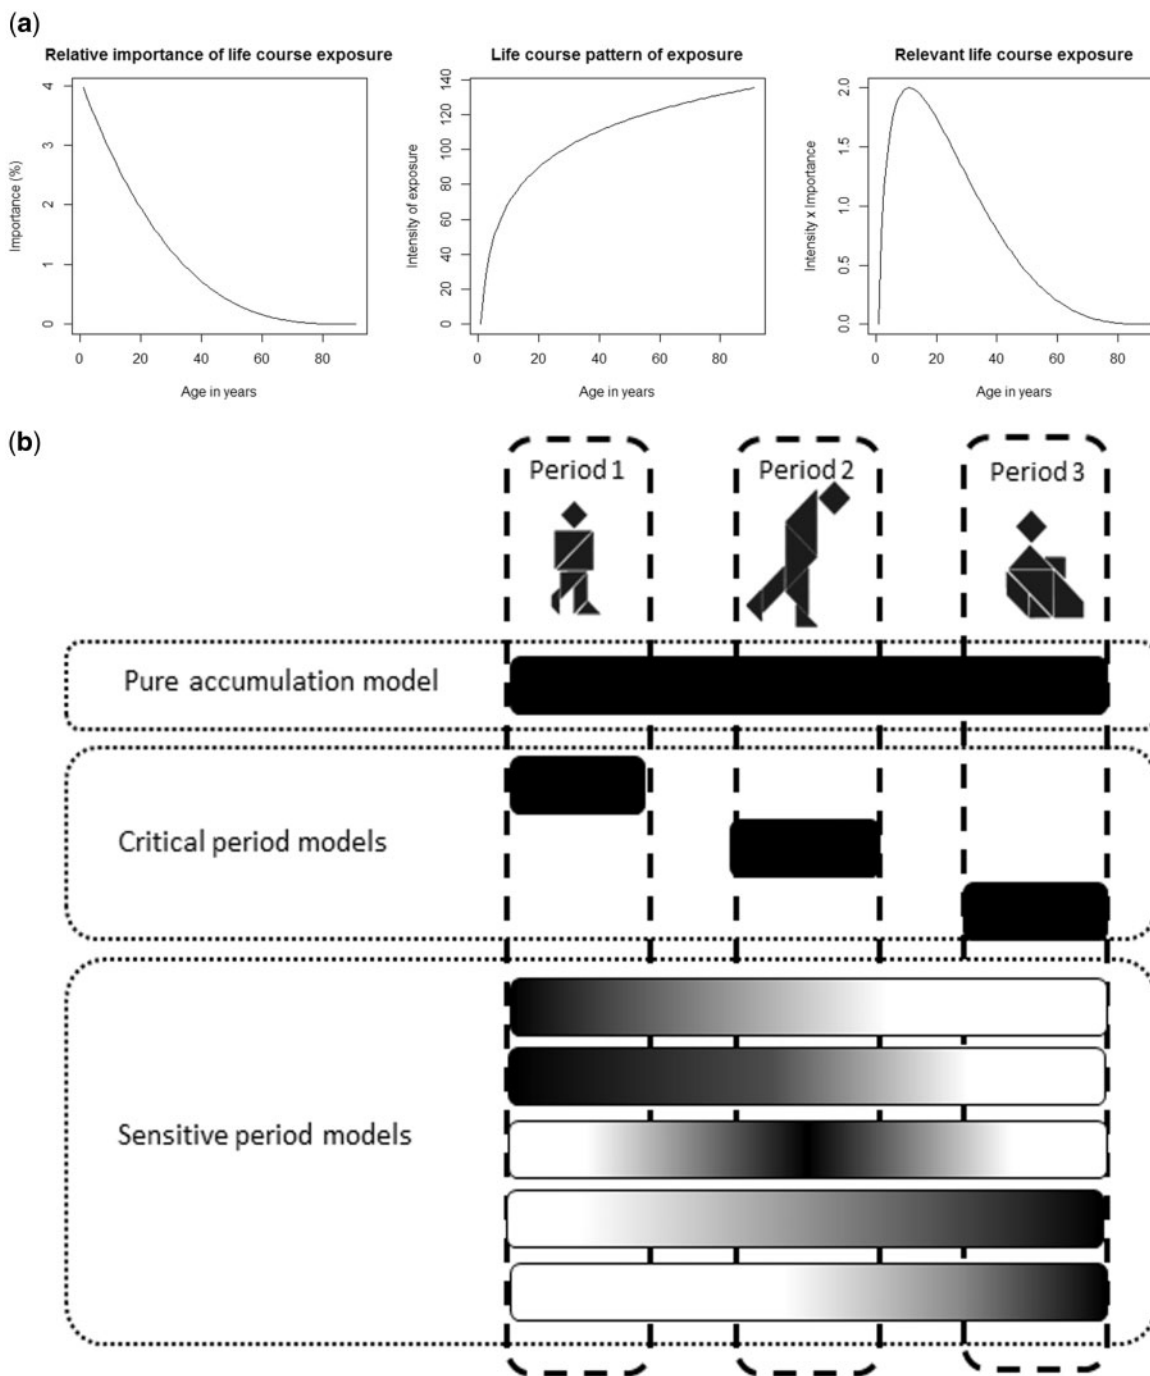 (a)
Relative importance of life course exposure
Importance (%)
4
3
2
1
0
0 20 40 60 80
Age in years
Life course pattern of exposure
Intensity of exposure
140
120
100
80
60
40
20
0
0 20 40 60 80
Age in years
Relevant life course exposure
Intensity x Importance
2.0
1.5
1.0
0.5
0.0
0 20 40 60 80
Age in years
(b)
Period 1
Period 2
Period 3
Pure accumulation model
Critical period models
Sensitive period models